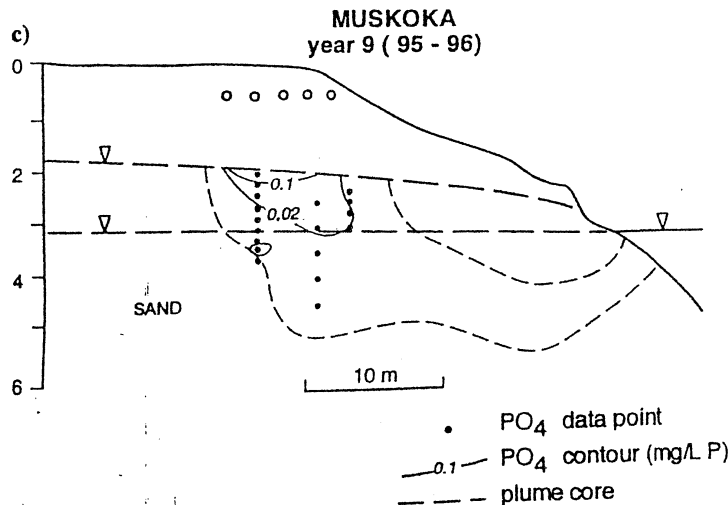 c)
MUSKOKA
year 9 ( 95 - 96)
0
2
4
6
0.1
0.02
SAND
10 m
PO4 data point
0.1 PO4 contour (mg/L P)
plume core